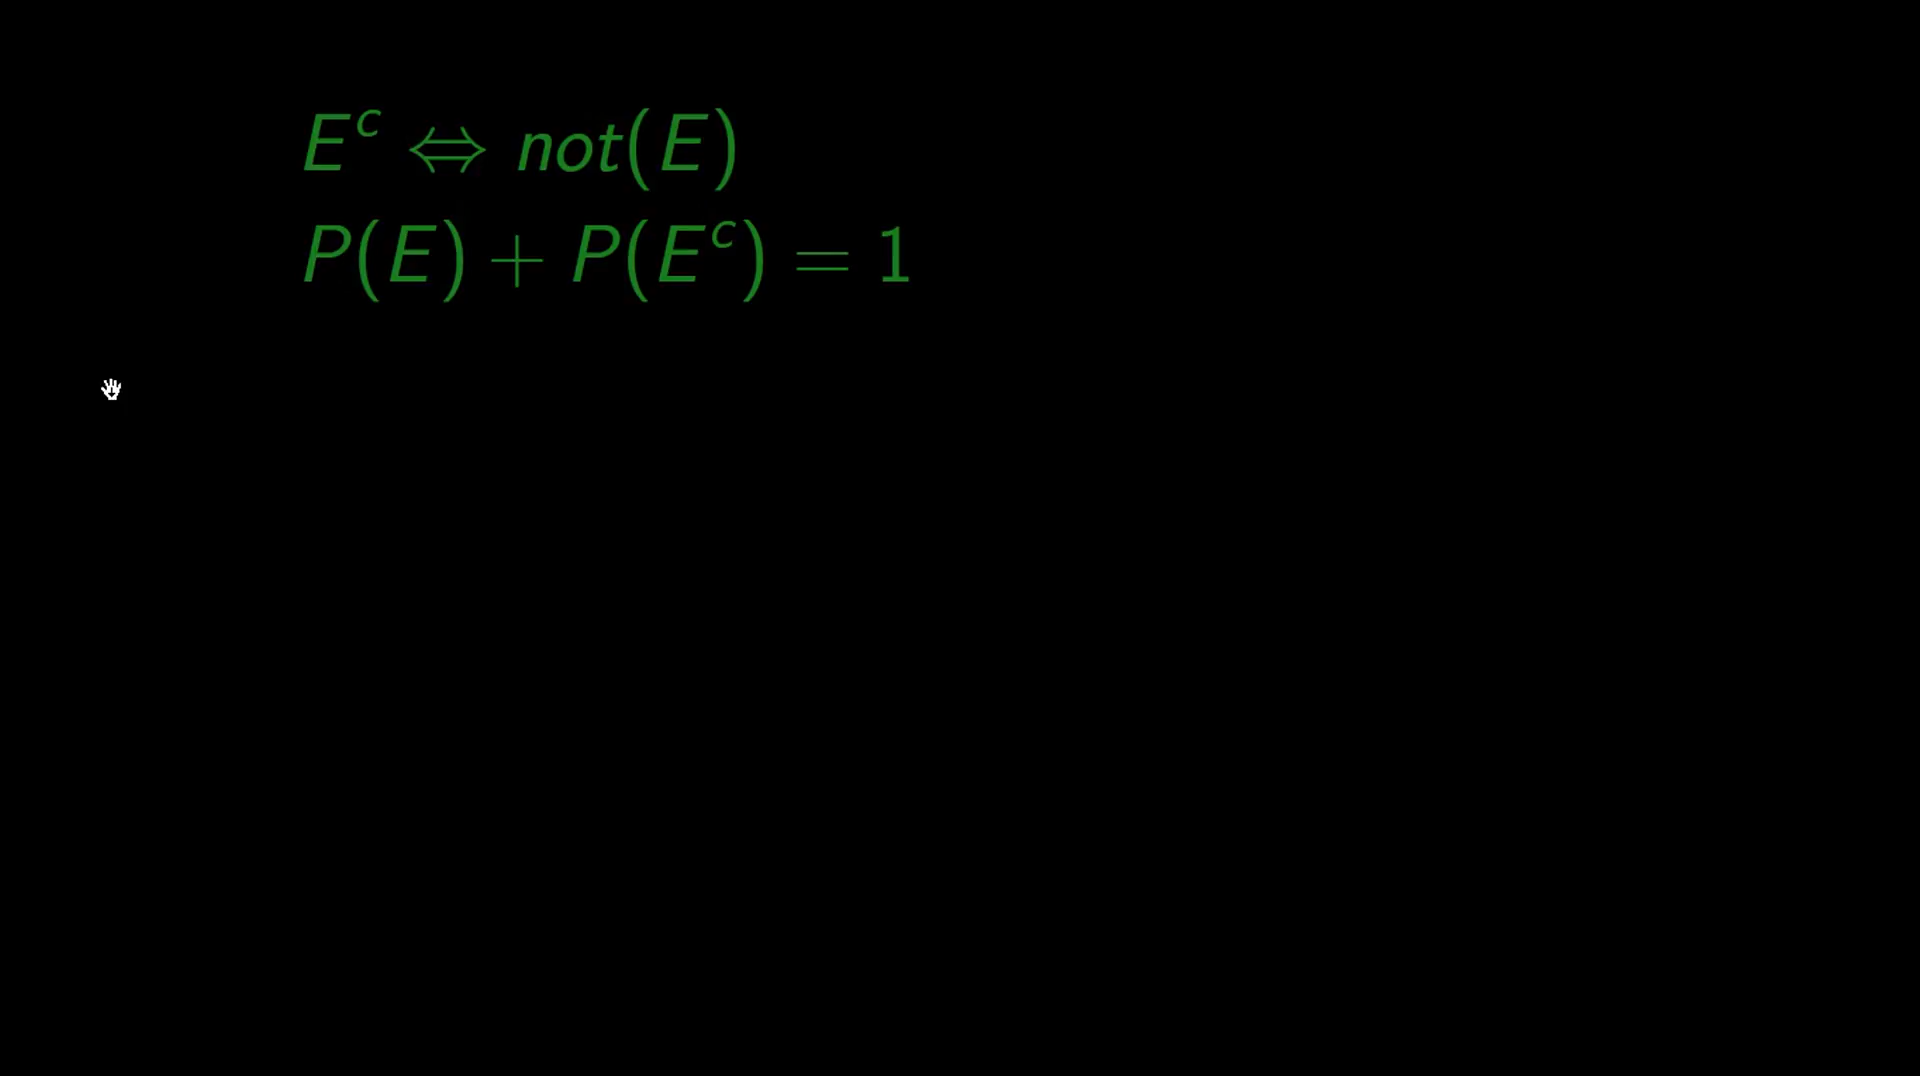 E^c ⇔ not(E)
P(E) + P(E^c) = 1